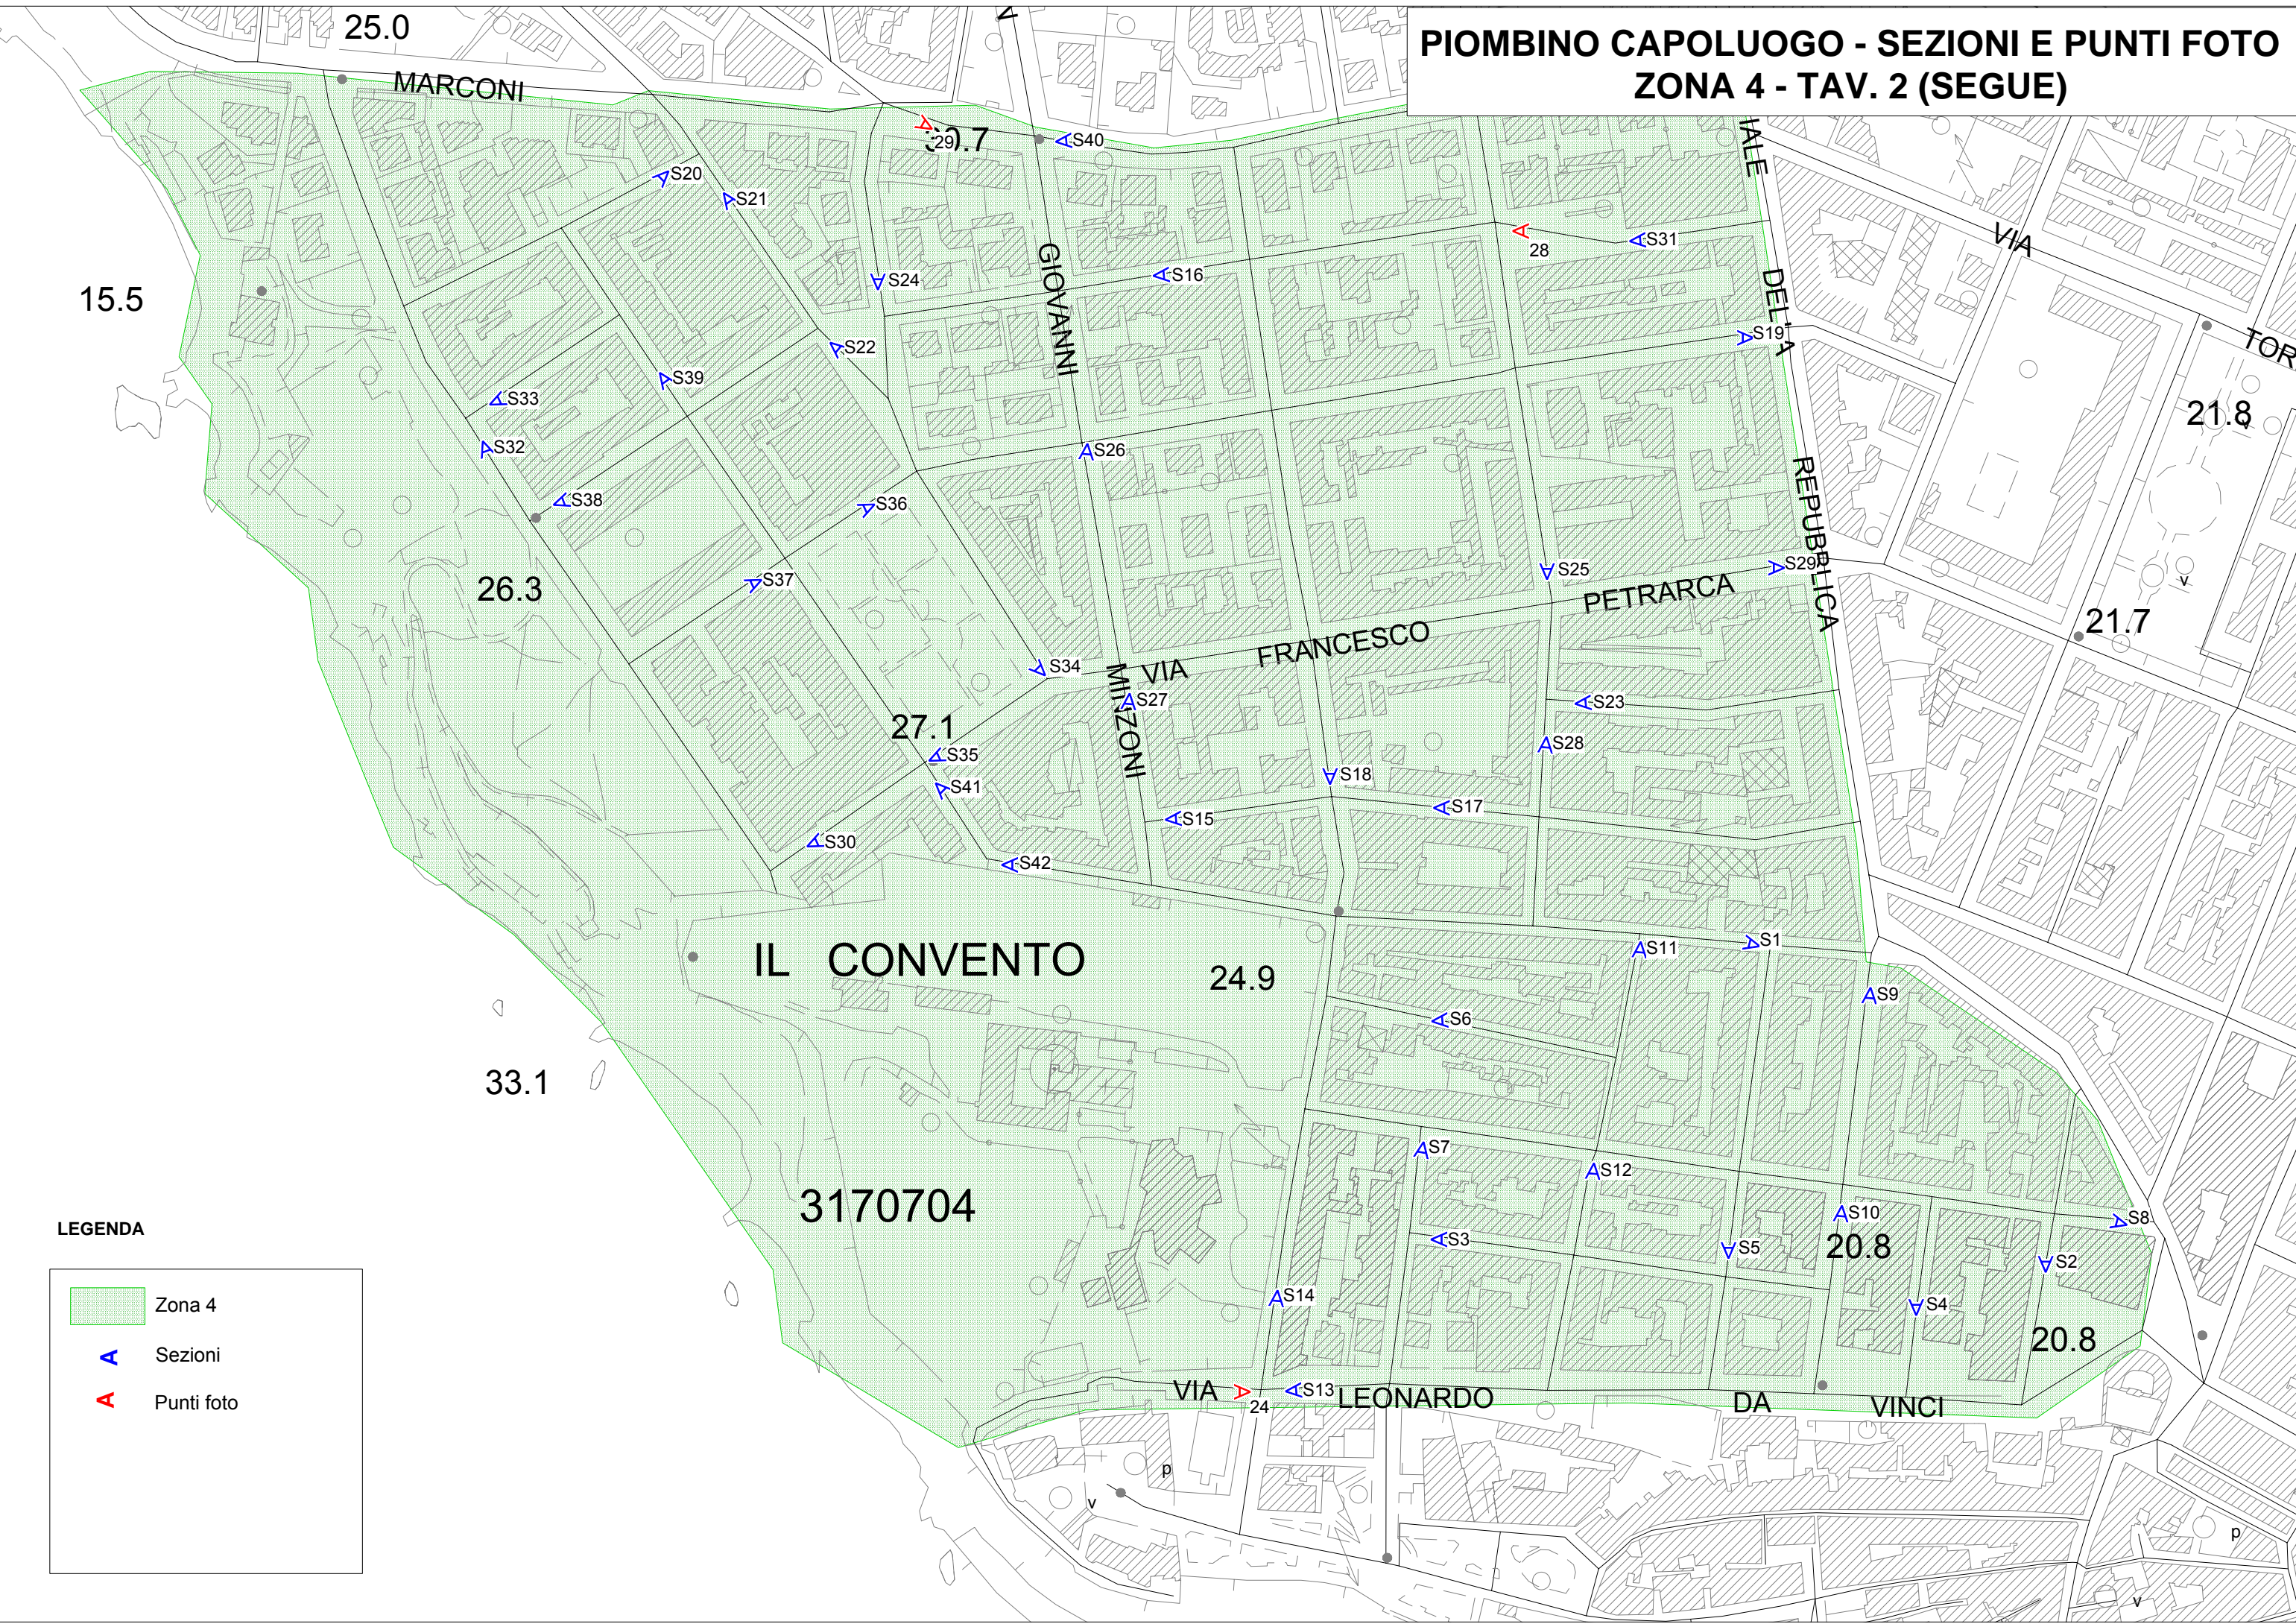 PIOMBINO CAPOLUOGO - SEZIONI E PUNTI FOTO
ZONA 4 - TAV. 2 (SEGUE)
25.0
MARCONI
29
S40
S20
S21
GIOVANNI
S24
S16
28
S31
VIA
15.5
DELLA
S19
TOR
S22
S39
S33
21.8
v
S32
S26
REPUBBLICA
S38
S36
26.3
S37
S25
S29
PETRARCA
v
21.7
FRANCESCO
S34
VIA
MINZONI
S27
S23
27.1
S35
S28
S41
S18
S17
S15
S30
S42
IL CONVENTO
24.9
S11
S1
S9
S6
33.1
S7
S12
3170704
S10
S8
S3
S5
20.8
S2
S14
S4
20.8
VIA
24
S13
LEONARDO
DA
VINCI
p
v
p
v
LEGENDA
Zona 4
Sezioni
Punti foto